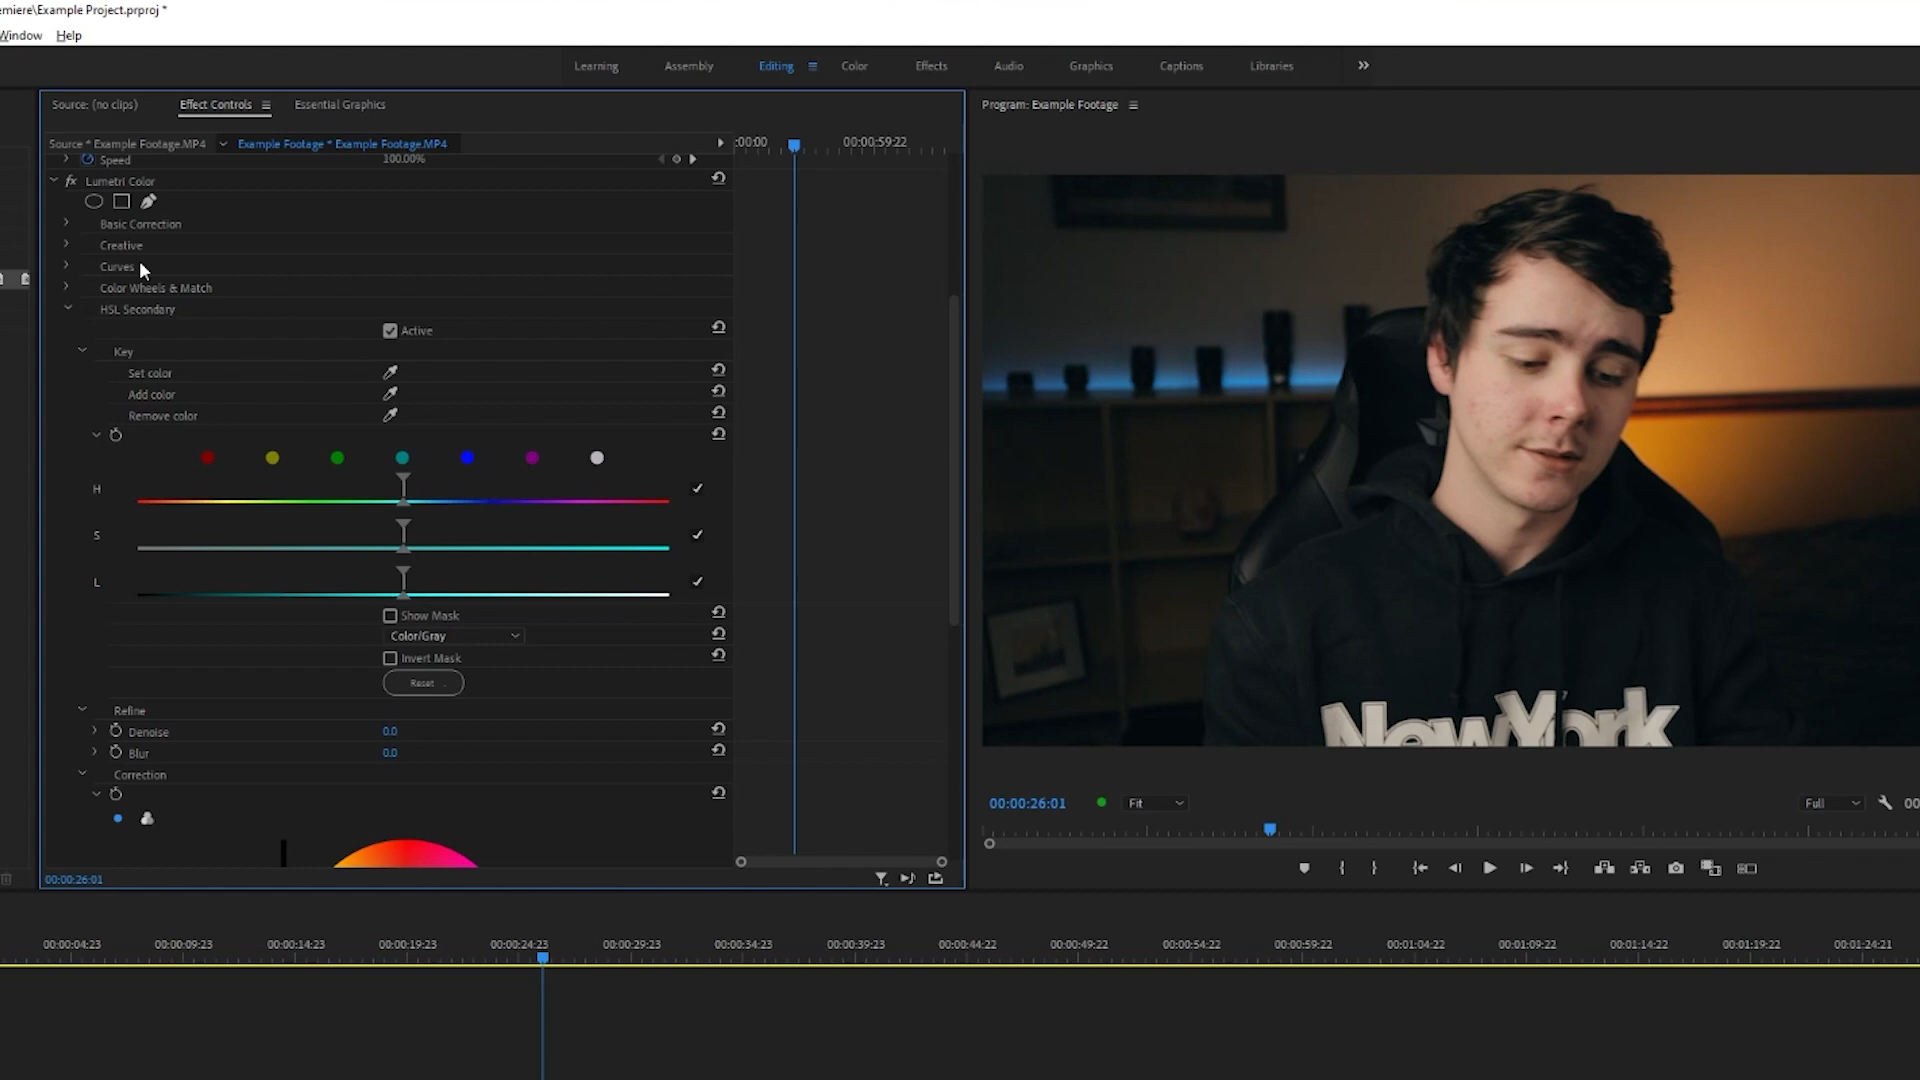 emiere\Example Project.prproj *
Window Help
Learning Assembly Editing Color Effects Audio Graphics Captions Libraries
Source: (no clips) Effect Controls Essential Graphics
Program: Example Footage
Source * Example Footage.MP4 Example Footage * Example Footage.MP4
:00:00 00:00:59:22
Speed 100.00%
fx Lumetri Color
Basic Correction
Creative
Curves
Color Wheels & Match
HSL Secondary
Active
Key
Set color
Add color
Remove color
H
S
L
Show Mask
Color/Gray
Invert Mask
Reset
Refine
Denoise 0.0
Blur 0.0
Correction
00:00:26:01
NewYork
00:00:26:01 Fit Full 00
00:00:04:23 00:00:09:23 00:00:14:23 00:00:19:23 00:00:24:23 00:00:29:23 00:00:34:23 00:00:39:23 00:00:44:22 00:00:49:22 00:00:54:22 00:00:59:22 00:01:04:22 00:01:09:22 00:01:14:22 00:01:19:22 00:01:24:21